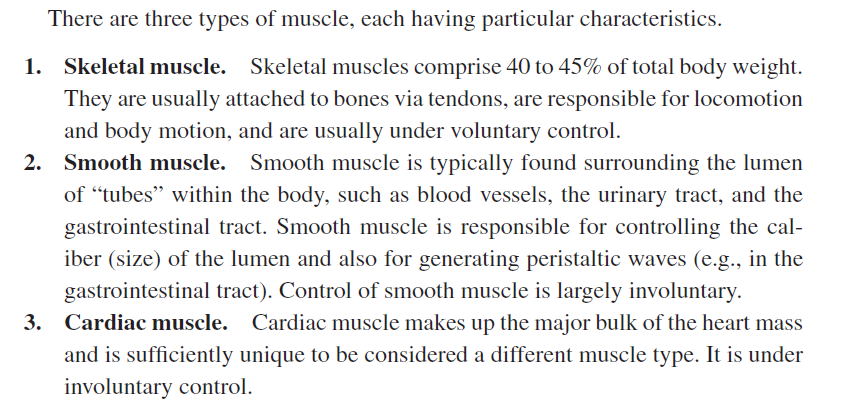 There are three types of muscle, each having particular characteristics.
1. Skeletal muscle. Skeletal muscles comprise 40 to 45% of total body weight.
They are usually attached to bones via tendons, are responsible for locomotion
and body motion, and are usually under voluntary control.
2. Smooth muscle. Smooth muscle is typically found surrounding the lumen
of “tubes” within the body, such as blood vessels, the urinary tract, and the
gastrointestinal tract. Smooth muscle is responsible for controlling the cal-
iber (size) of the lumen and also for generating peristaltic waves (e.g., in the
gastrointestinal tract). Control of smooth muscle is largely involuntary.
3. Cardiac muscle. Cardiac muscle makes up the major bulk of the heart mass
and is sufficiently unique to be considered a different muscle type. It is under
involuntary control.